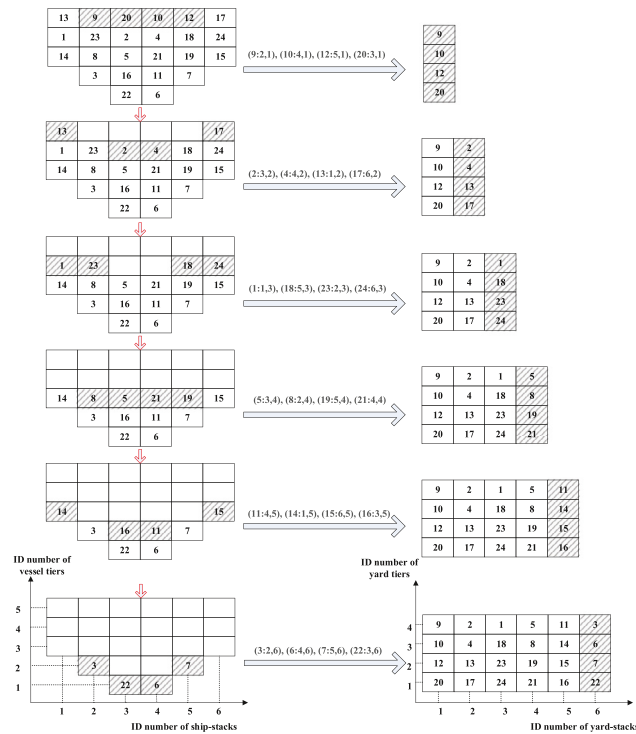 13 9 20 10 12 17
1 23 2 4 18 24
14 8 5 21 19 15
3 16 11 7
22 6
(9:2,1), (10:4,1), (12:5,1), (20:3,1)
9
10
12
20
13 17
1 23 2 4 18 24
14 8 5 21 19 15
3 16 11 7
22 6
(2:3,2), (4:4,2), (13:1,2), (17:6,2)
9 2
10 4
12 13
20 17
1 23 18 24
14 8 5 21 19 15
3 16 11 7
22 6
(1:1,3), (18:5,3), (23:2,3), (24:6,3)
9 2 1
10 4 18
12 13 23
20 17 24
14 8 5 21 19 15
3 16 11 7
22 6
(5:3,4), (8:2,4), (19:5,4), (21:4,4)
9 2 1 5
10 4 18 8
12 13 23 19
20 17 24 21
14 15
3 16 11 7
22 6
(11:4,5), (14:1,5), (15:6,5), (16:3,5)
9 2 1 5 11
10 4 18 8 14
12 13 23 19 15
20 17 24 21 16
ID number of
vessel tiers
5
4
3
2 3 7
1 22 6
1 2 3 4 5 6
ID number of ship-stacks
(3:2,6), (6:4,6), (7:5,6), (22:3,6)
ID number of
yard tiers
4 9 2 1 5 11 3
3 10 4 18 8 14 6
2 12 13 23 19 15 7
1 20 17 24 21 16 22
1 2 3 4 5 6
ID number of yard-stacks